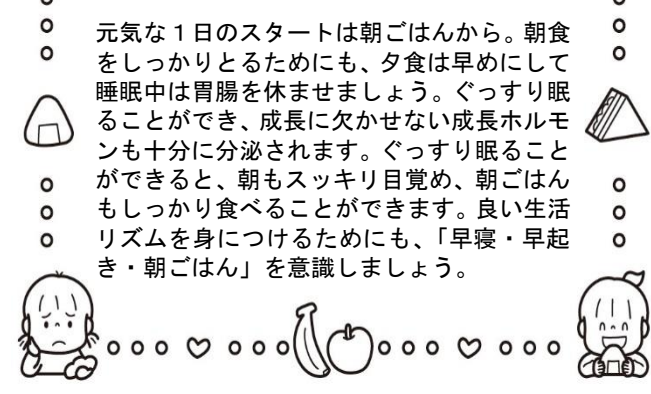 元気な１日のスタートは朝ごはんから。朝食
をしっかりとるためにも、夕食は早めにして
睡眠中は胃腸を休ませましょう。ぐっすり眠
ることができ、成長に欠かせない成長ホルモ
ンも十分に分泌されます。ぐっすり眠ること
ができると、朝もスッキリ目覚め、朝ごはん
もしっかり食べることができます。良い生活
リズムを身につけるためにも、「早寝・早起
き・朝ごはん」を意識しましょう。